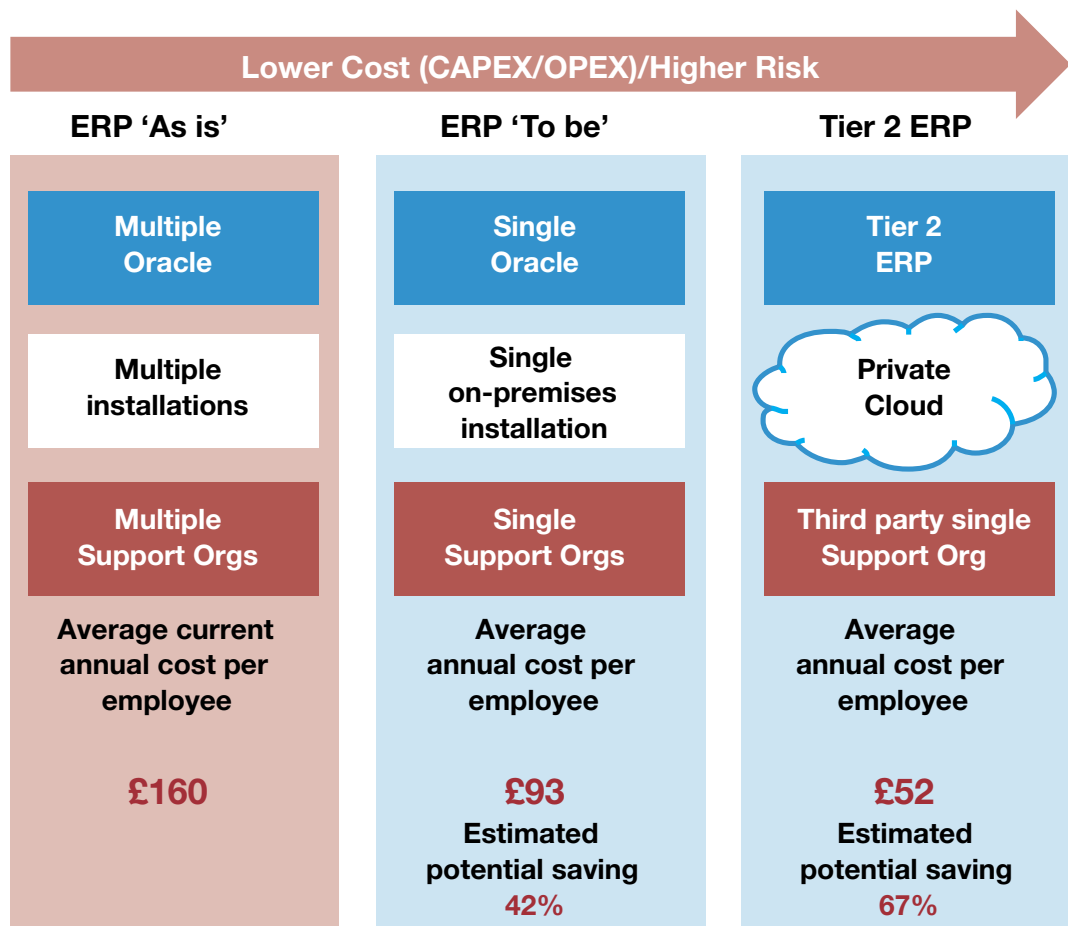 Lower Cost (CAPEX/OPEX)/Higher Risk
ERP ‘As is’
Multiple
Oracle
Multiple
installations
Multiple
Support Orgs
Average current
annual cost per
employee
£160
ERP ‘To be’
Single
Oracle
Single
on-premises
installation
Single
Support Orgs
Average
annual cost per
employee
£93
Estimated
potential saving
42%
Tier 2 ERP
Tier 2
ERP
Private
Cloud
Third party single
Support Org
Average
annual cost per
employee
£52
Estimated
potential saving
67%